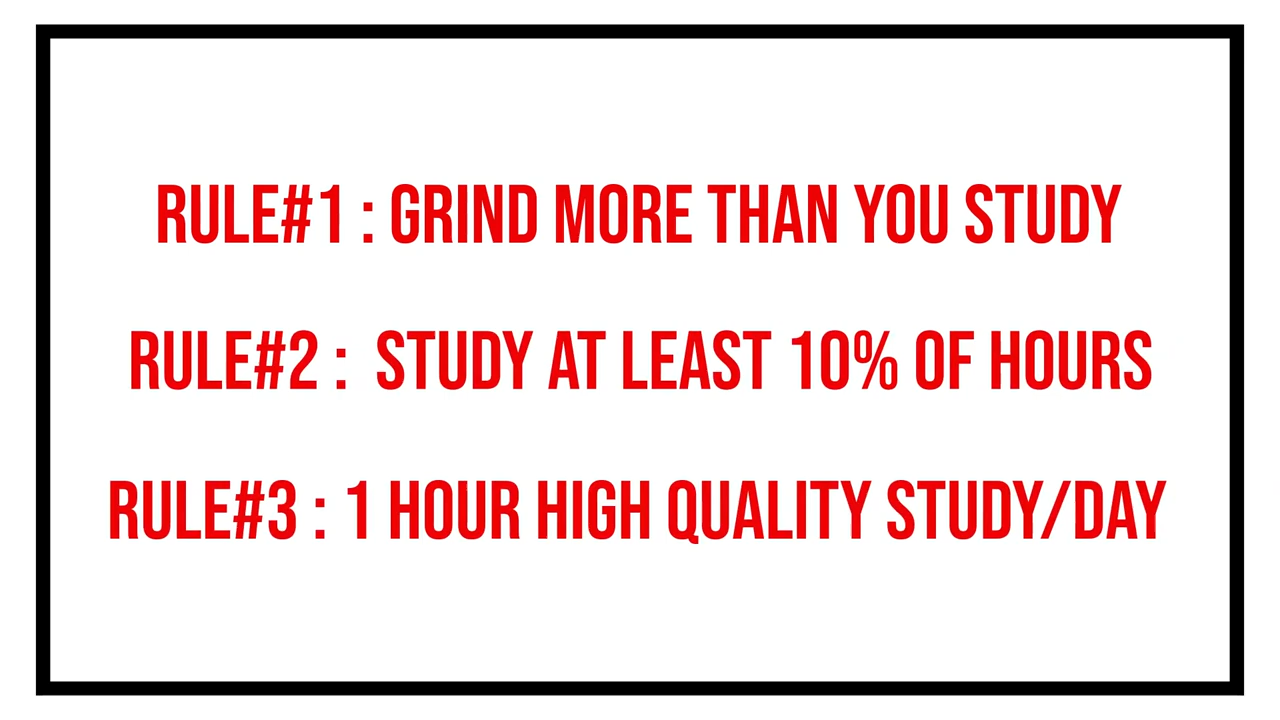 RULE#1 : GRIND MORE THAN YOU STUDY
RULE#2 : STUDY AT LEAST 10% OF HOURS
RULE#3 : 1 HOUR HIGH QUALITY STUDY/DAY